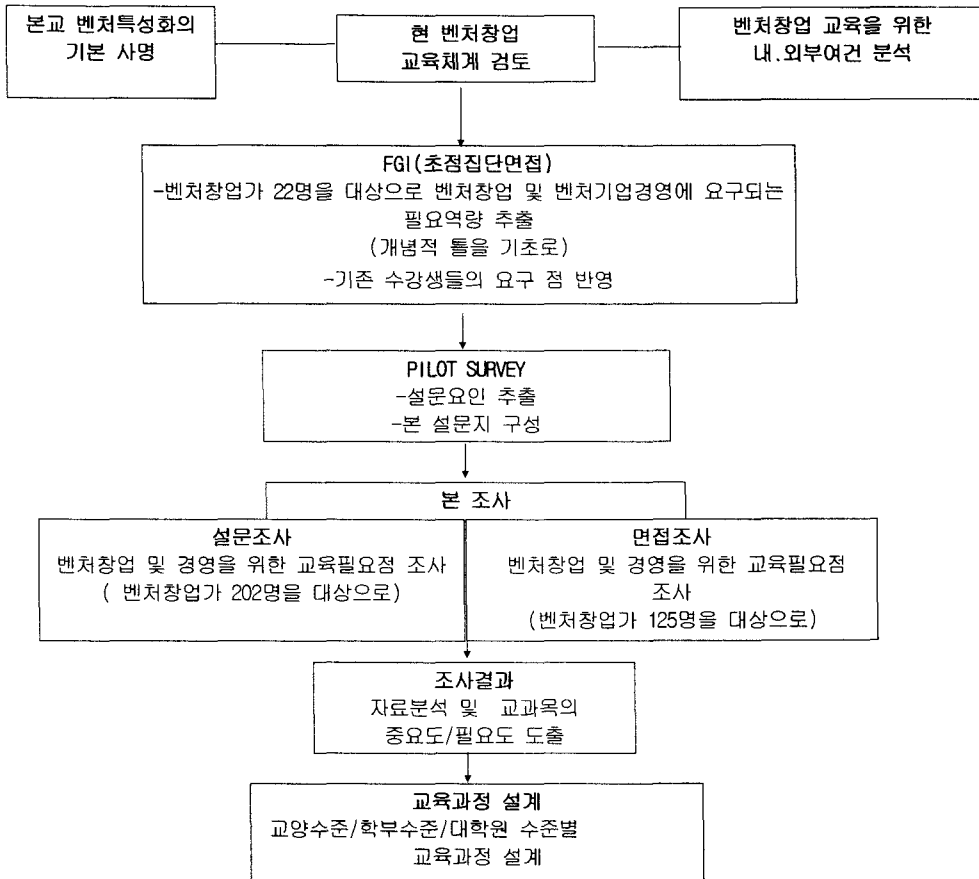 본교 벤처특성화의
기본 사명
현 벤처창업
교육체계 검토
벤처창업 교육을 위한
내.외부여건 분석
FGI(초점집단면접)
-벤처창업가 22명을 대상으로 벤처창업 및 벤처기업경영에 요구되는
필요역량 추출
(개념적 틀을 기초로)
-기존 수강생들의 요구 점 반영
PILOT SURVEY
-설문요인 추출
-본 설문지 구성
본 조사
설문조사
벤처창업 및 경영을 위한 교육필요점 조사
( 벤처창업가 202명을 대상으로)
면접조사
벤처창업 및 경영을 위한 교육필요점
조사
(벤처창업가 125명을 대상으로)
조사결과
자료분석 및 교과목의
중요도/필요도 도출
교육과정 설계
교양수준/학부수준/대학원 수준별
교육과정 설계